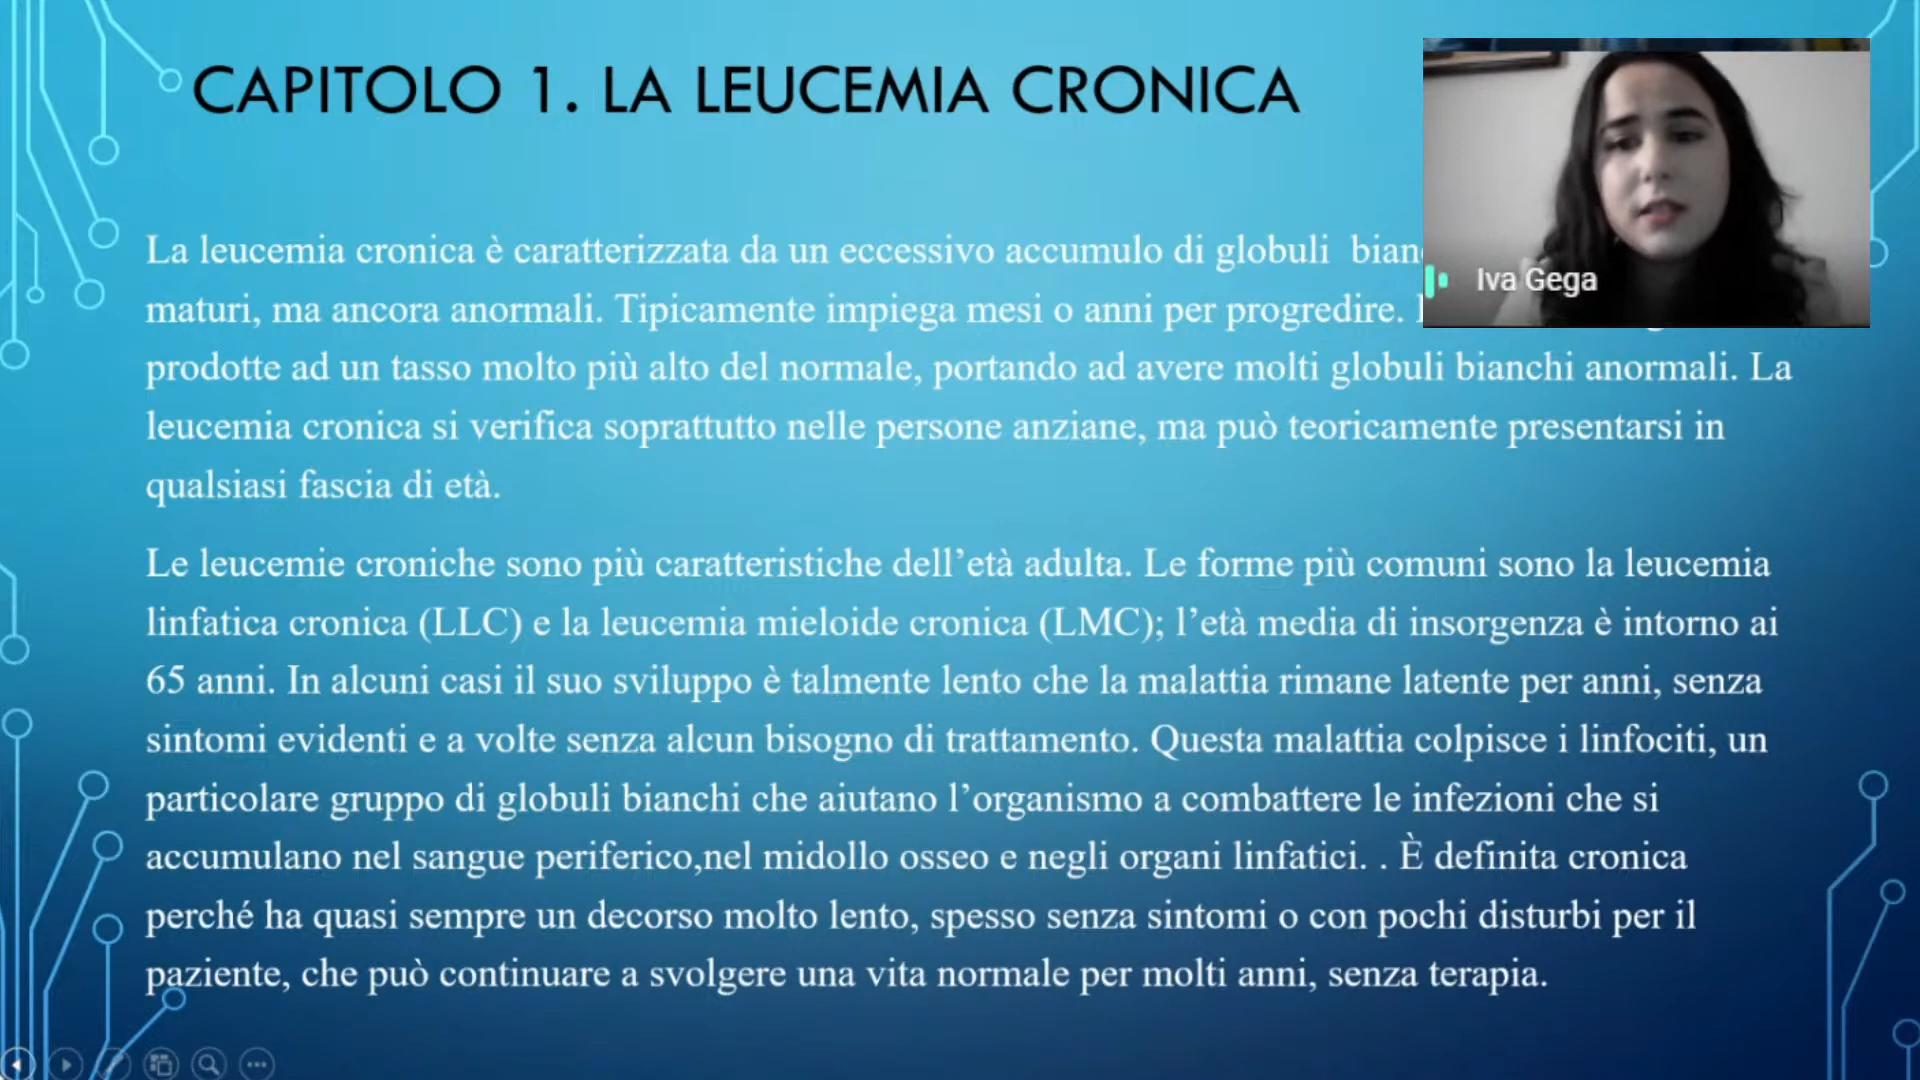 CAPITOLO 1. LA LEUCEMIA CRONICA
La leucemia cronica è caratterizzata da un eccessivo accumulo di globuli bian
maturi, ma ancora anormali. Tipicamente impiega mesi o anni per progredire.
prodotte ad un tasso molto più alto del normale, portando ad avere molti globuli bianchi anormali. La
leucemia cronica si verifica soprattutto nelle persone anziane, ma può teoricamente presentarsi in
qualsiasi fascia di età.
Le leucemie croniche sono più caratteristiche dell’età adulta. Le forme più comuni sono la leucemia
linfatica cronica (LLC) e la leucemia mieloide cronica (LMC); l’età media di insorgenza è intorno ai
65 anni. In alcuni casi il suo sviluppo è talmente lento che la malattia rimane latente per anni, senza
sintomi evidenti e a volte senza alcun bisogno di trattamento. Questa malattia colpisce i linfociti, un
particolare gruppo di globuli bianchi che aiutano l’organismo a combattere le infezioni che si
accumulano nel sangue periferico,nel midollo osseo e negli organi linfatici. . È definita cronica
perché ha quasi sempre un decorso molto lento, spesso senza sintomi o con pochi disturbi per il
paziente, che può continuare a svolgere una vita normale per molti anni, senza terapia.
Iva Gega